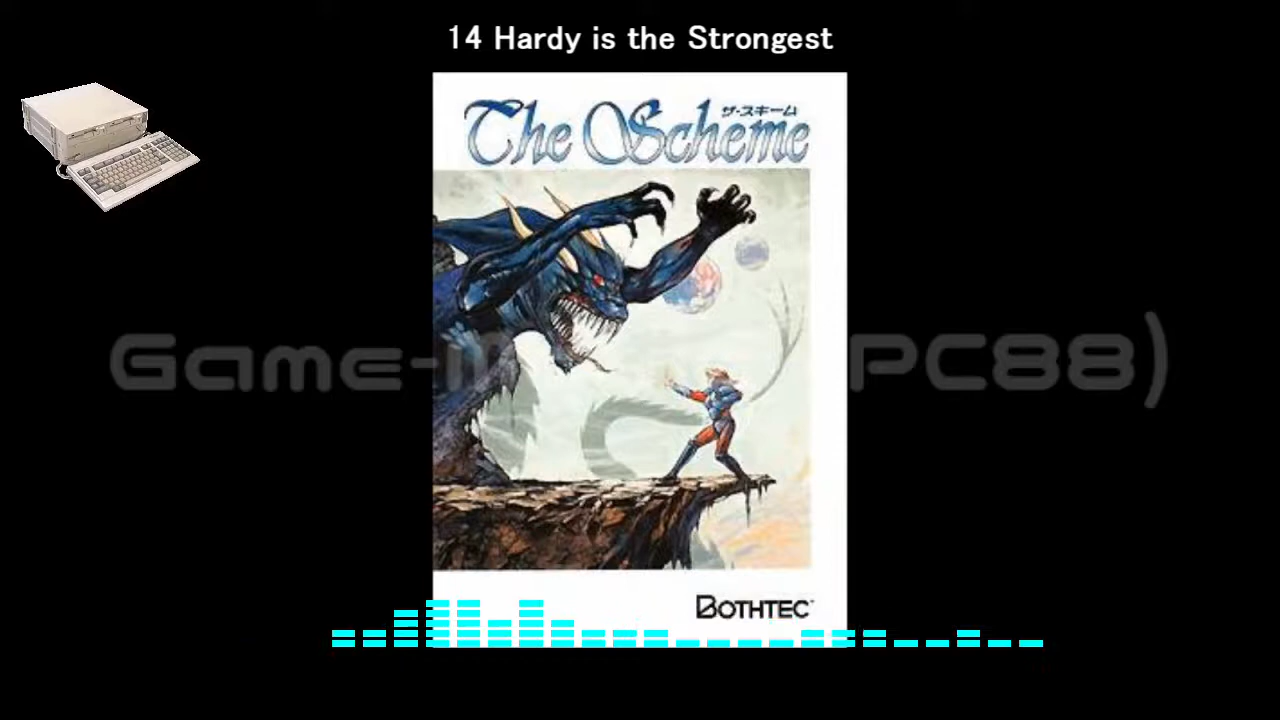 14 Hardy is the Strongest
ザ・スキーム
The Scheme
Game- PC88)
BOTHTEC